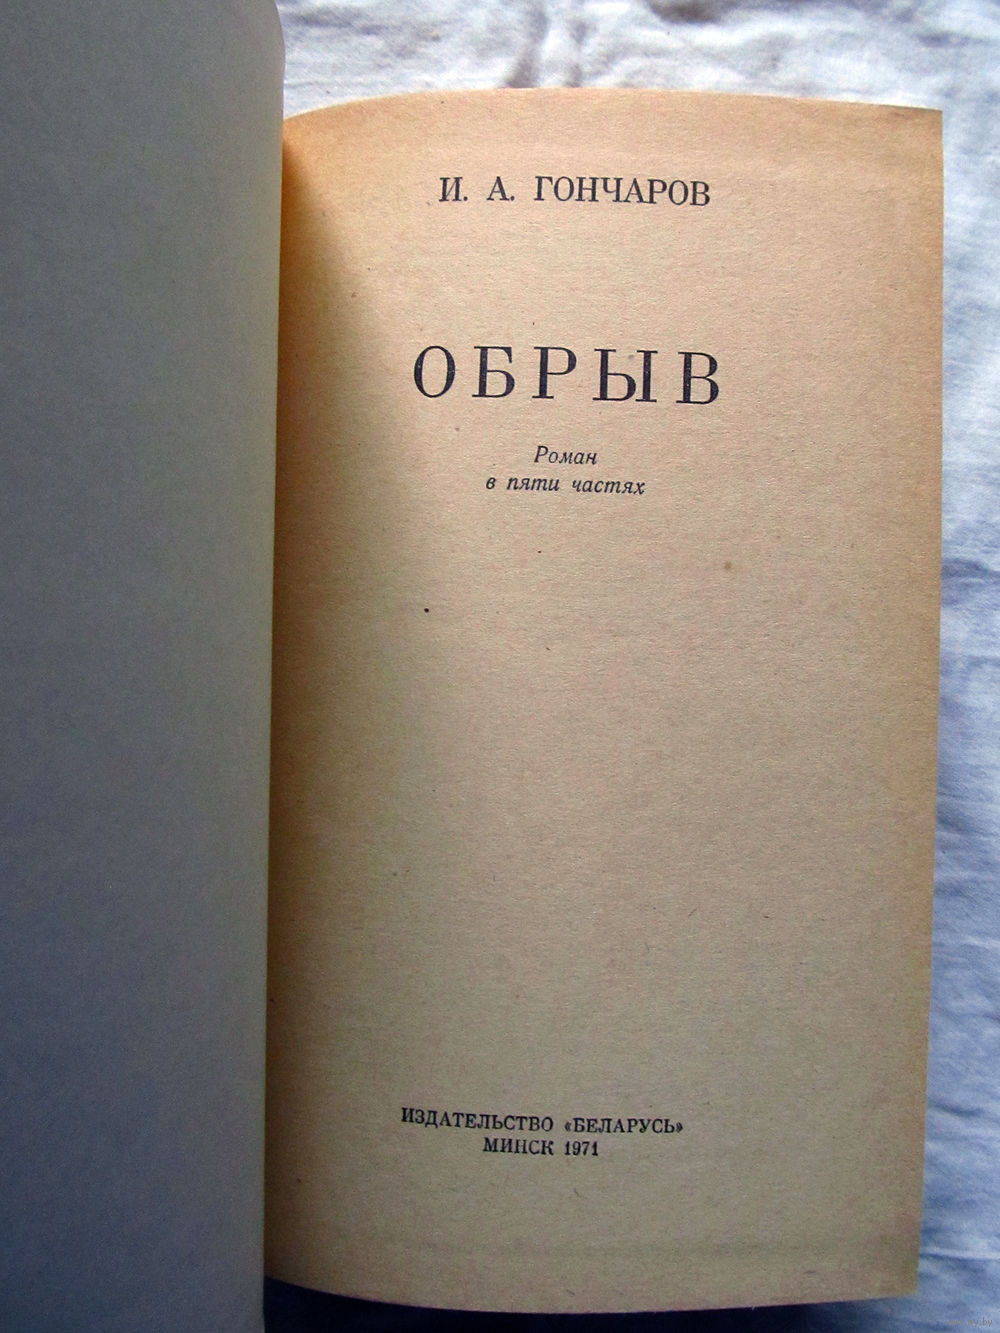 И. А. ГОНЧАРОВ
ОБРЫВ
Роман
в пяти частях
ИЗДАТЕЛЬСТВО «БЕЛАРУСЬ»
МИНСК 1971